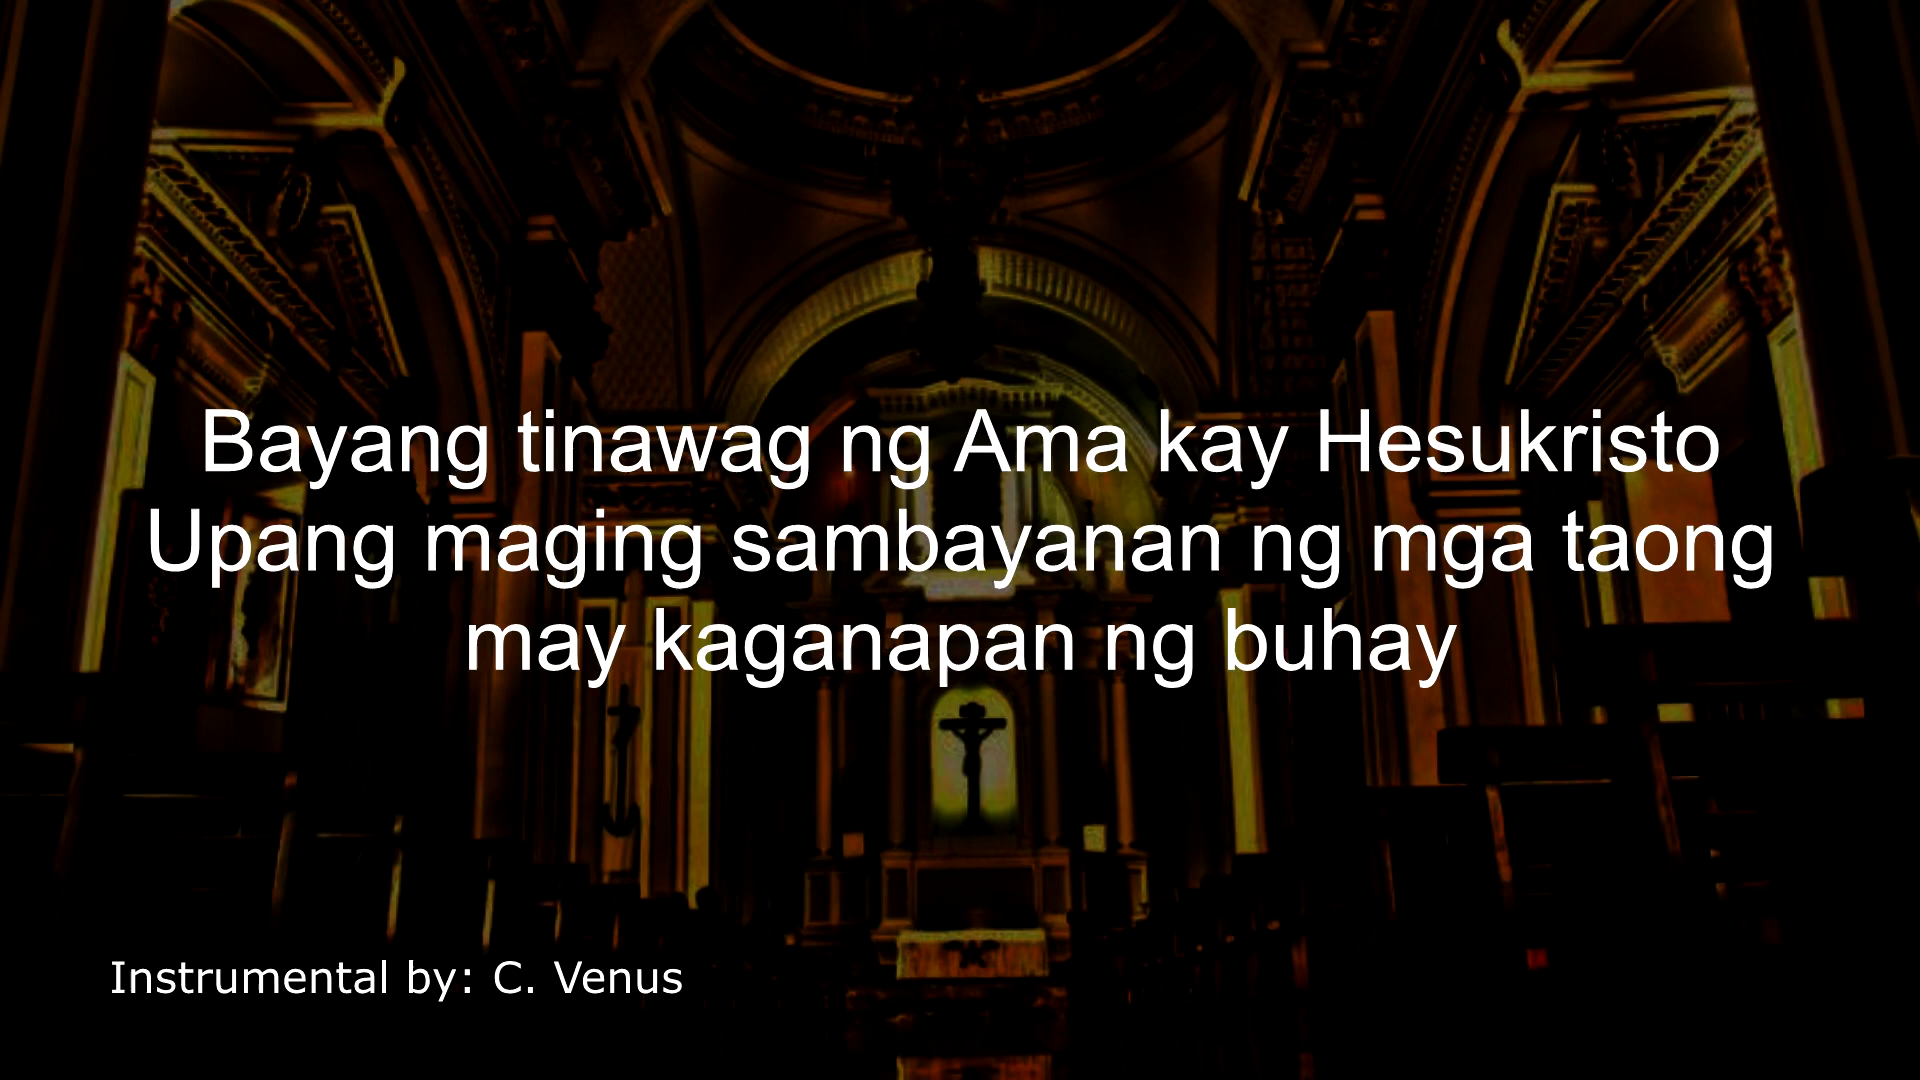 Bayang tinawag ng Ama kay Hesukristo
Upang maging sambayanan ng mga taong
may kaganapan ng buhay
Instrumental by: C. Venus